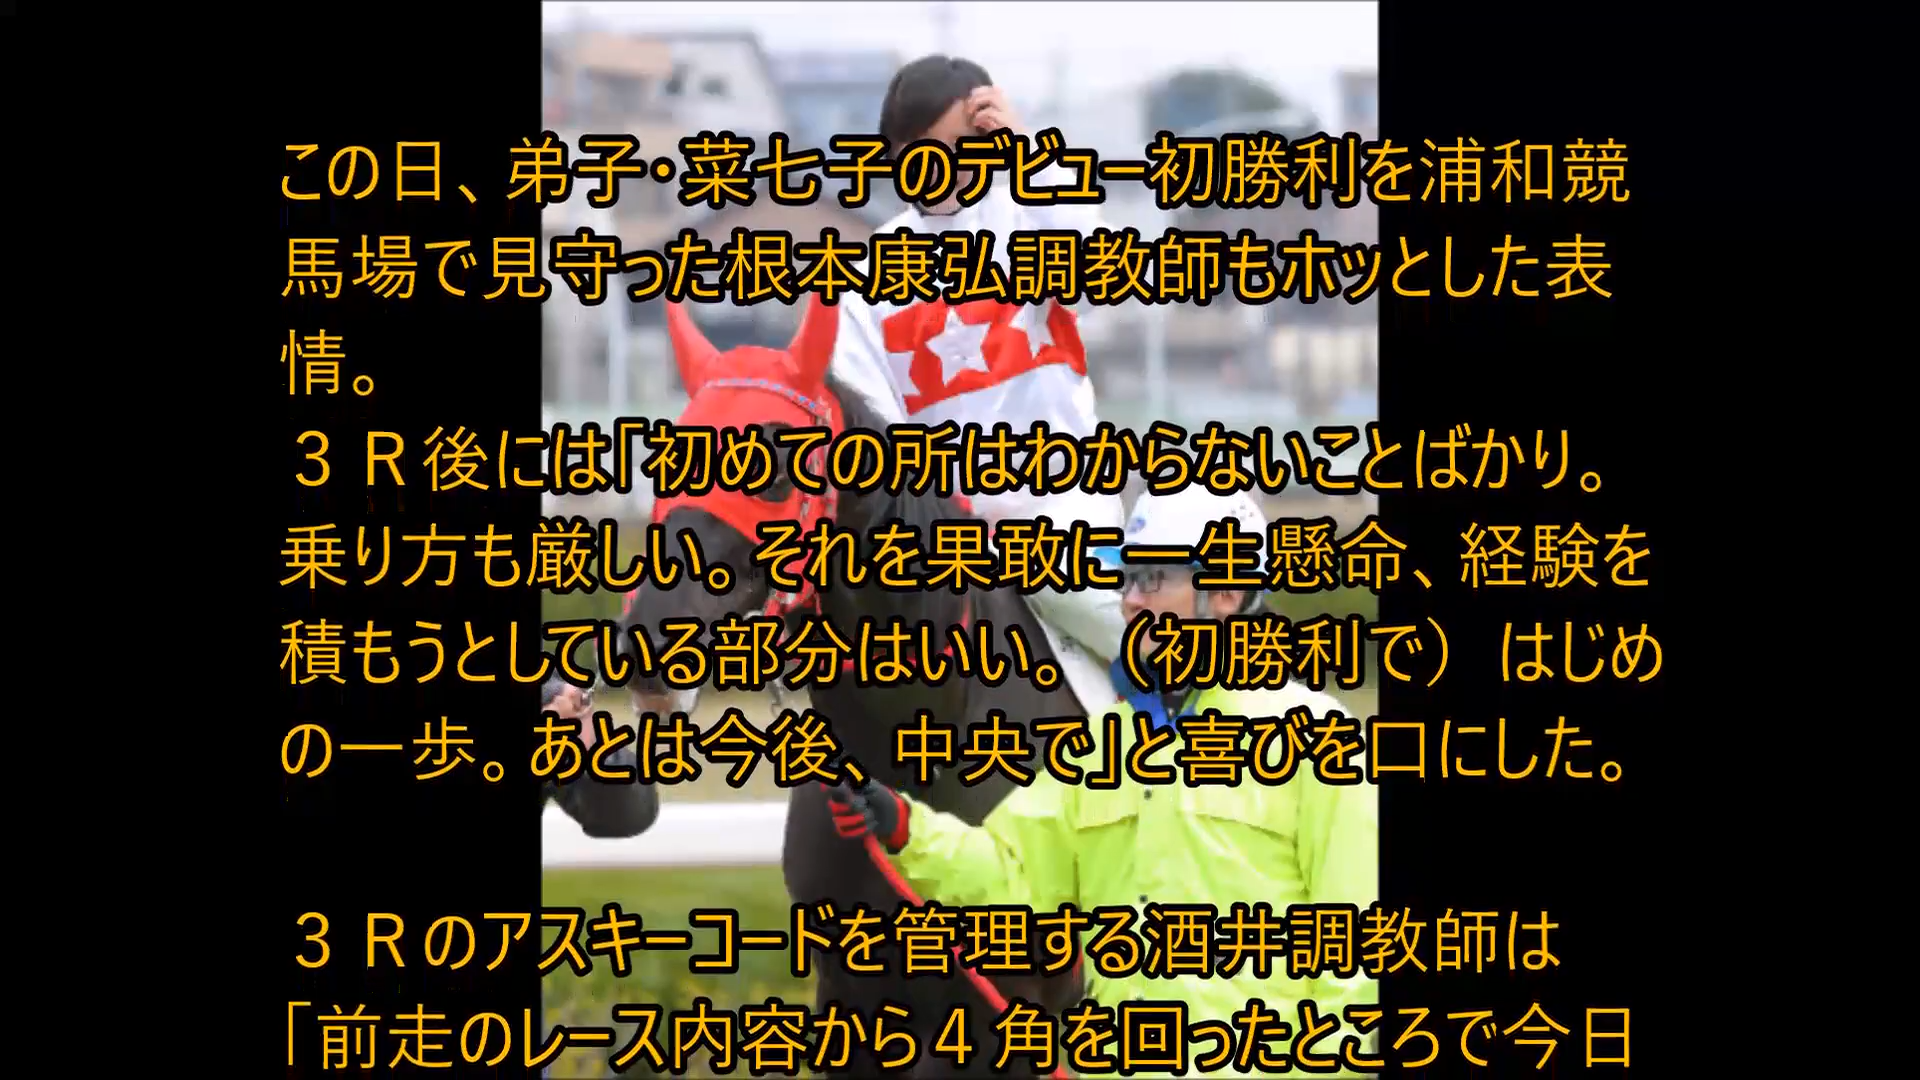 この日、弟子・菜七子のデビュー初勝利を浦和競
馬場で見守った根本康弘調教師もホッとした表
情。
３Ｒ後には「初めての所はわからないことばかり。
乗り方も厳しい。それを果敢に一生懸命、経験を
積もうとしている部分はいい。（初勝利で）はじめ
の一歩。あとは今後、中央で」と喜びを口にした。
３Ｒのアスキーコードを管理する酒井調教師は
「前走のレース内容から４角を回ったところで今日